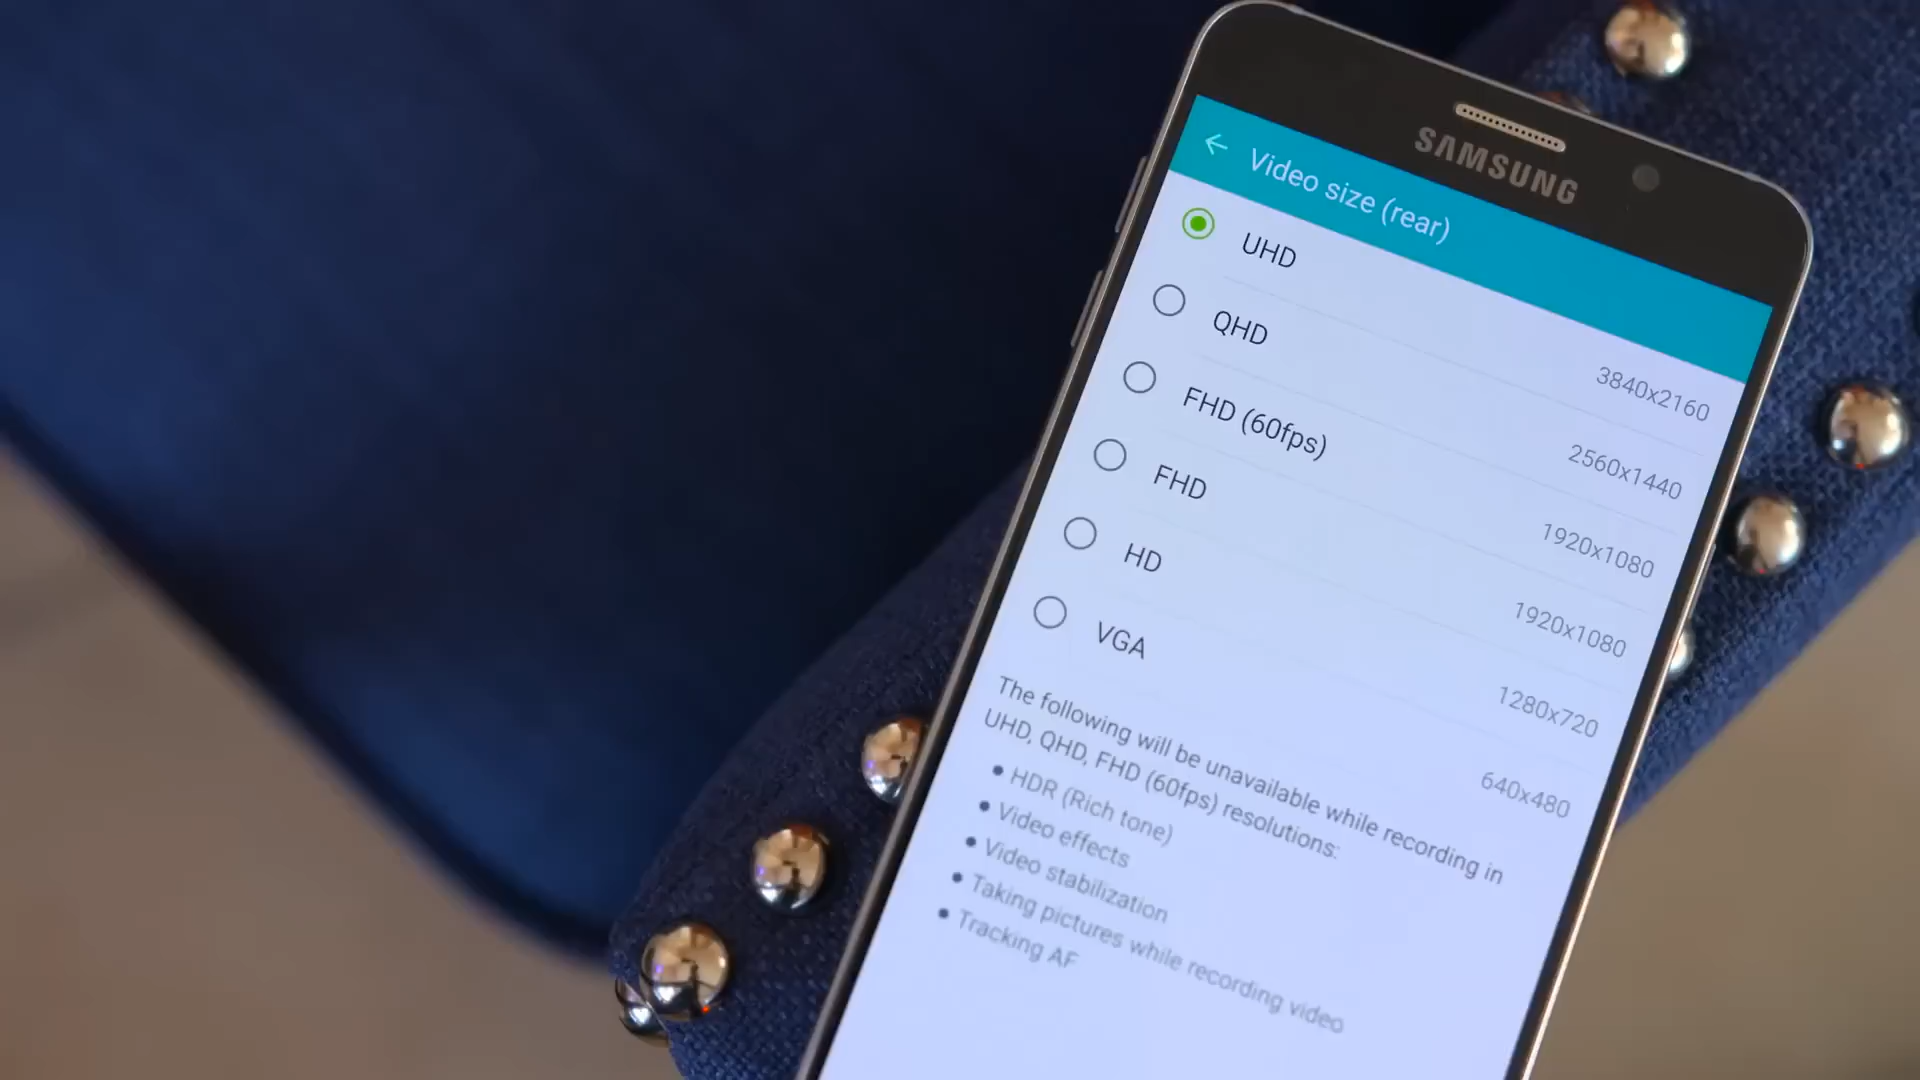 SAMSUNG
Video size (rear)
UHD
3840x2160
QHD
2560x1440
FHD (60fps)
1920x1080
FHD
1920x1080
HD
1280x720
VGA
640x480
The following will be unavailable while recording in
UHD, QHD, FHD (60fps) resolutions:
• HDR (Rich tone)
• Video effects
• Video stabilization
• Taking pictures while recording video
• Tracking AF